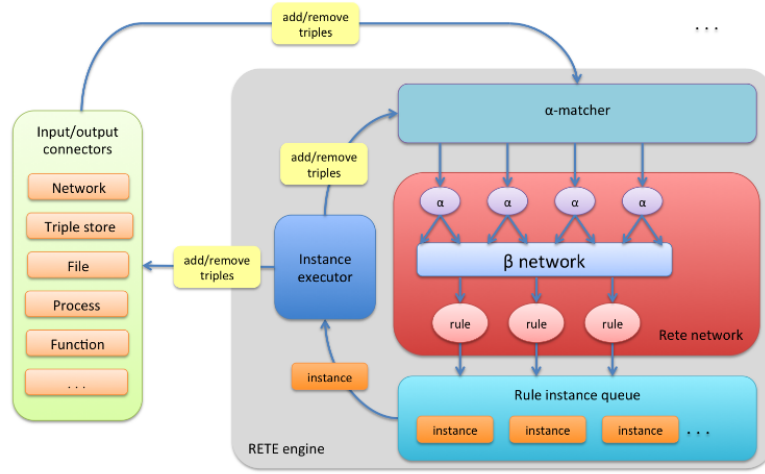 add/remove
triples
. . .
Input/output
connectors
Network
Triple store
File
Process
Function
. . .
α-matcher
add/remove
triples
add/remove
triples
Instance
executor
α
α
α
α
β network
rule
rule
rule
Rete network
instance
Rule instance queue
instance
instance
instance
. . .
RETE engine